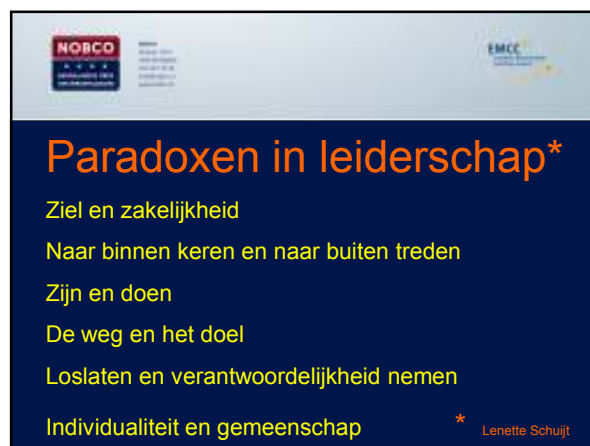 NOBCO
EMCC
Paradoxen in leiderschap*
Ziel en zakelijkheid
Naar binnen keren en naar buiten treden
Zijn en doen
De weg en het doel
Loslaten en verantwoordelijkheid nemen
Individualiteit en gemeenschap
* Lenette Schuijt